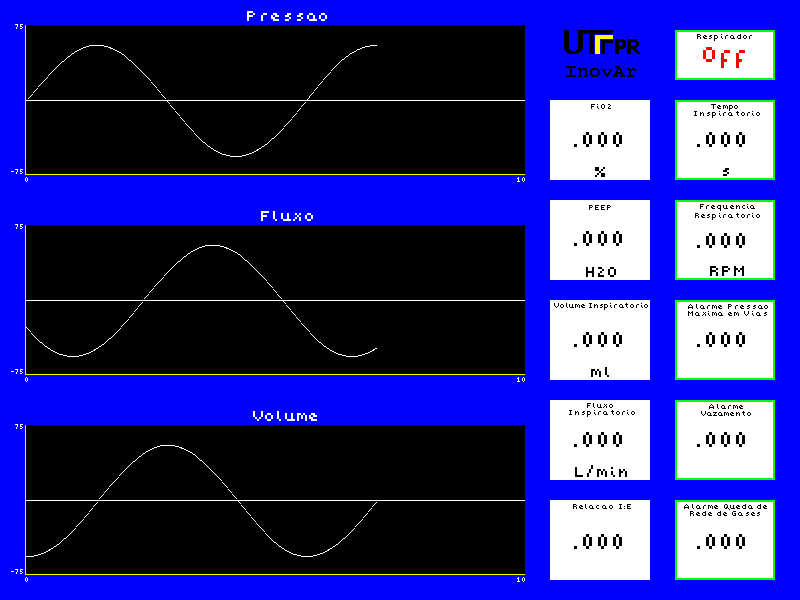 Pressao
75
-75
0
10
Fluxo
75
-75
0
10
Volume
75
-75
0
10
UTFPR
InovAr
Respirador
Off
FiO2
.000
%
Tempo
Inspiratorio
.000
s
PEEP
.000
H2O
Frequencia
Respiratorio
.000
RPM
Volume Inspiratorio
.000
ml
Alarme Pressao
Maxima em Vias
.000
Fluxo
Inspiratorio
.000
L/min
Alarme
Vazamento
.000
Relacao I:E
.000
Alarme Queda de
Rede de Gases
.000